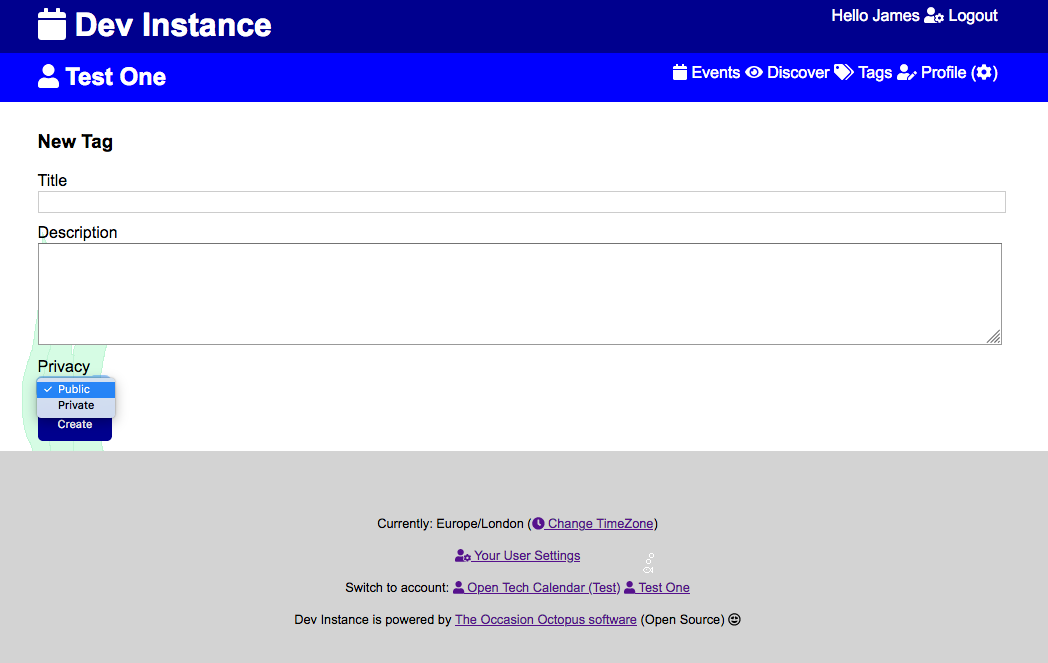 Dev Instance
Hello James Logout
Test One
Events Discover Tags Profile ( )
New Tag
Title
Description
Privacy
Public
Private
Create
Currently: Europe/London ( Change TimeZone)
Your User Settings
Switch to account: Open Tech Calendar (Test) Test One
Dev Instance is powered by The Occasion Octopus software (Open Source)